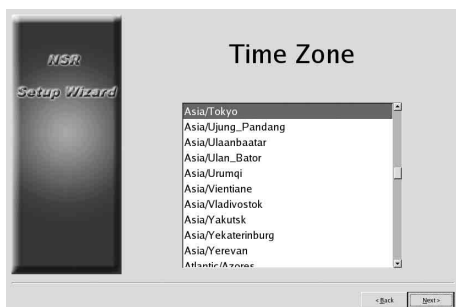 NSR
Setup Wizard
Time Zone
Asia/Tokyo
Asia/Ujung_Pandang
Asia/Ulaanbaatar
Asia/Ulan_Bator
Asia/Urumqi
Asia/Vientiane
Asia/Vladivostok
Asia/Yakutsk
Asia/Yekaterinburg
Asia/Yerevan
Atlantic/Azores
< Back
Next >